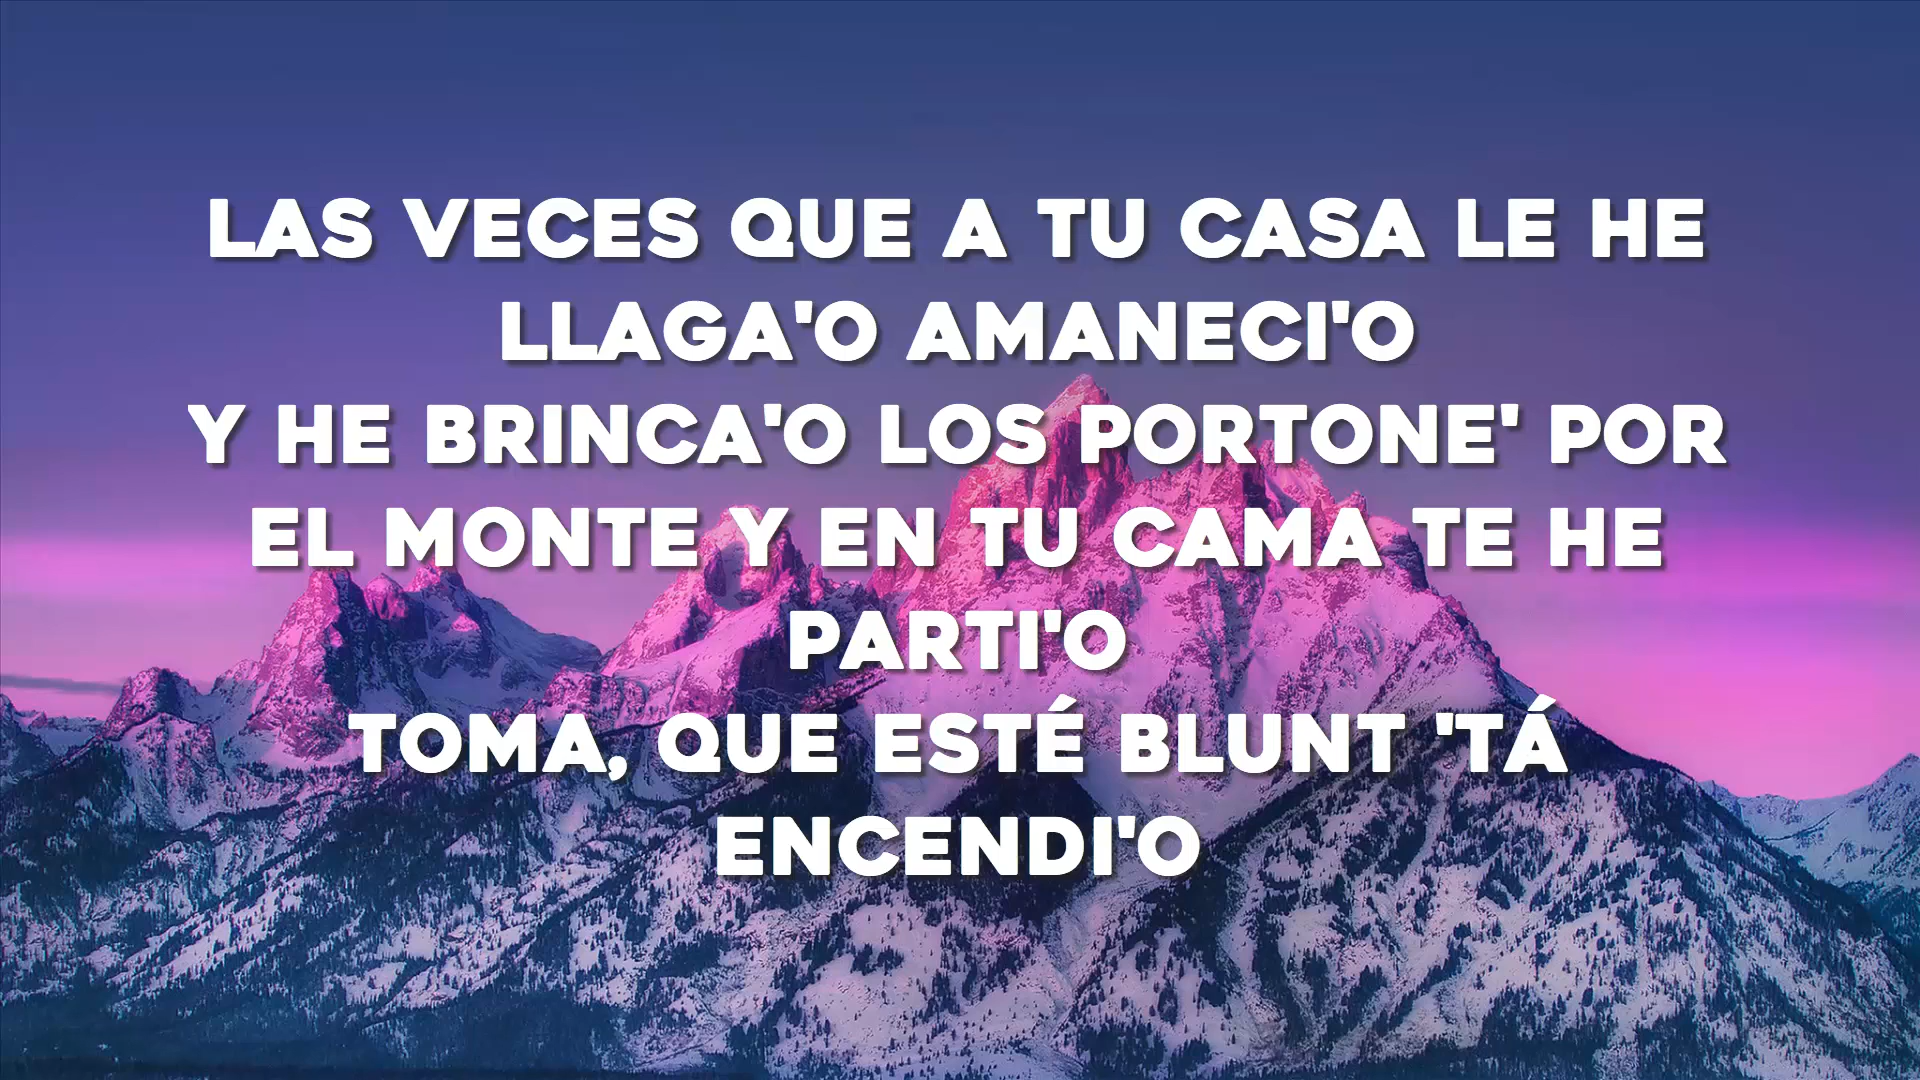 LAS VECES QUE A TU CASA LE HE
LLAGA'O AMANECI'O
Y HE BRINCA'O LOS PORTONE' POR
EL MONTE Y EN TU CAMA TE HE
PARTI'O
TOMA, QUE ESTÉ BLUNT 'TÁ
ENCENDI'O